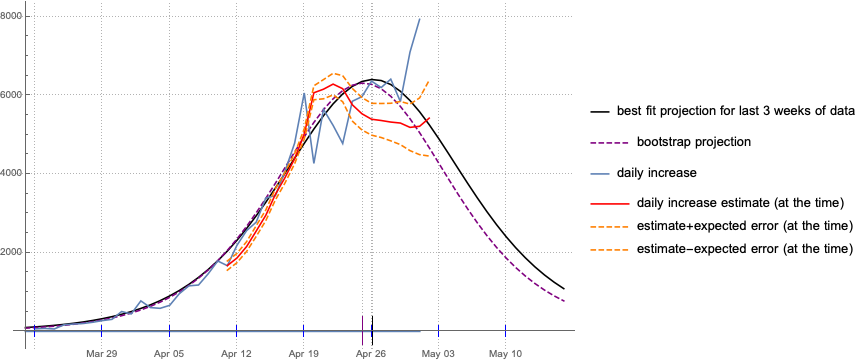 8000
6000
4000
2000
Mar 29
Apr 05
Apr 12
Apr 19
Apr 26
May 03
May 10
best fit projection for last 3 weeks of data
bootstrap projection
daily increase
daily increase estimate (at the time)
estimate+expected error (at the time)
estimate−expected error (at the time)